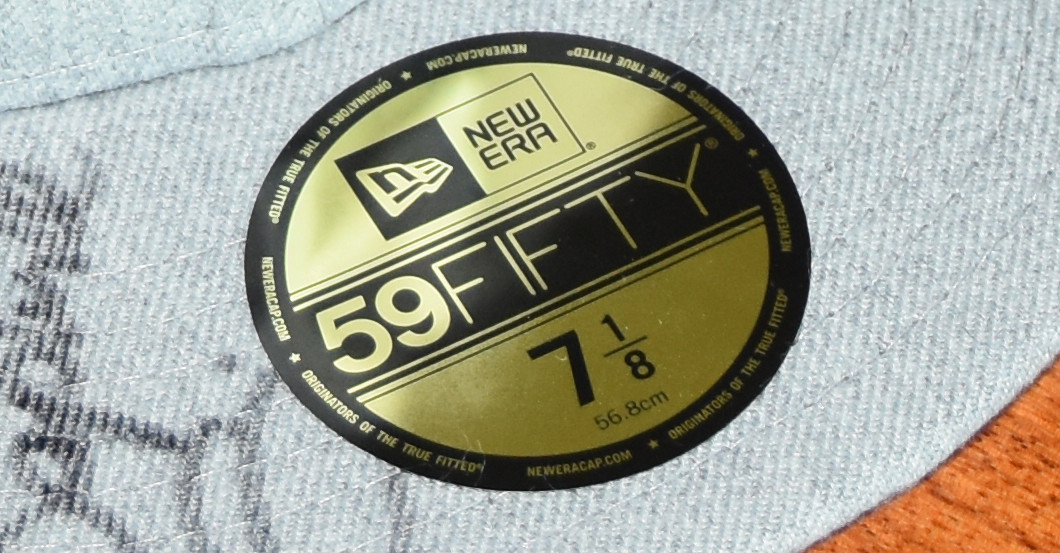 NEW
ERA®
59FIFTY®
7 1/8
56.8cm
NEWERACAP.COM ★ ORIGINATORS OF THE TRUE FITTED® NEWERACAP.COM ★ ORIGINATORS OF THE TRUE FITTED® NEWERACAP.COM ★ ORIGINATORS OF THE TRUE FITTED® NEWERACAP.COM ★ ORIGINATORS OF THE TRUE FITTED®